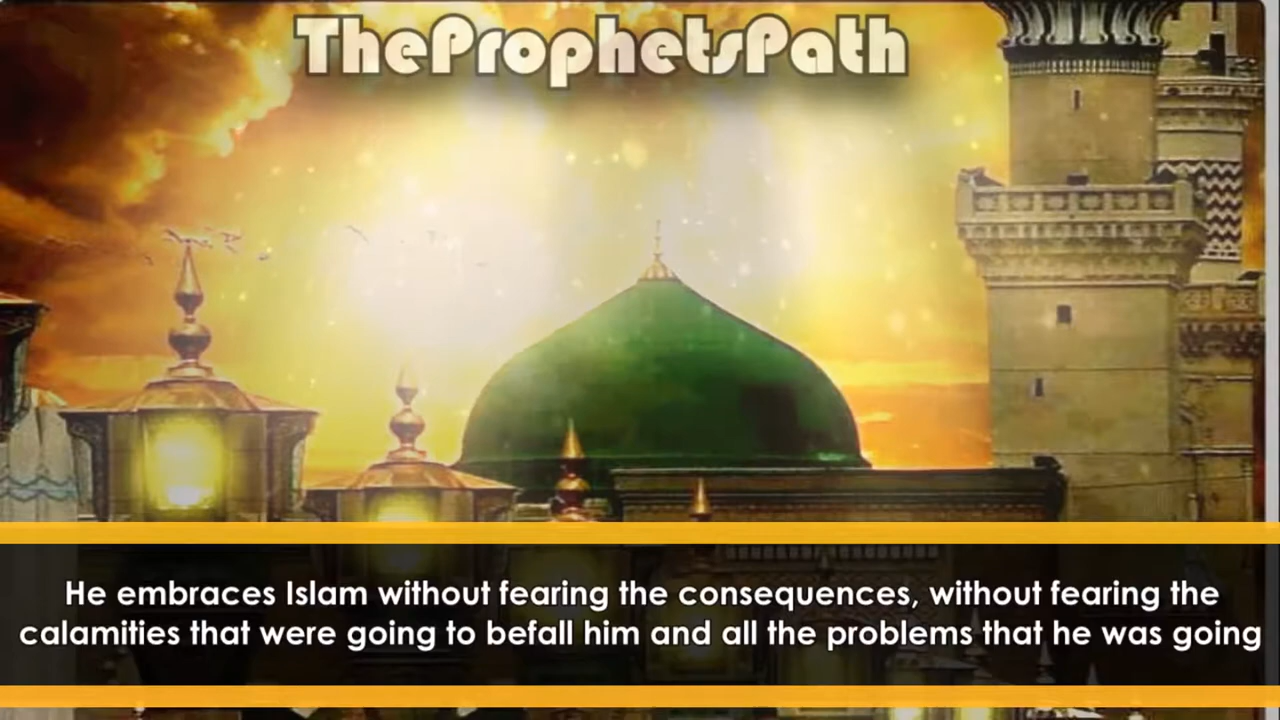 TheProphetsPath
He embraces Islam without fearing the consequences, without fearing the
calamities that were going to befall him and all the problems that he was going